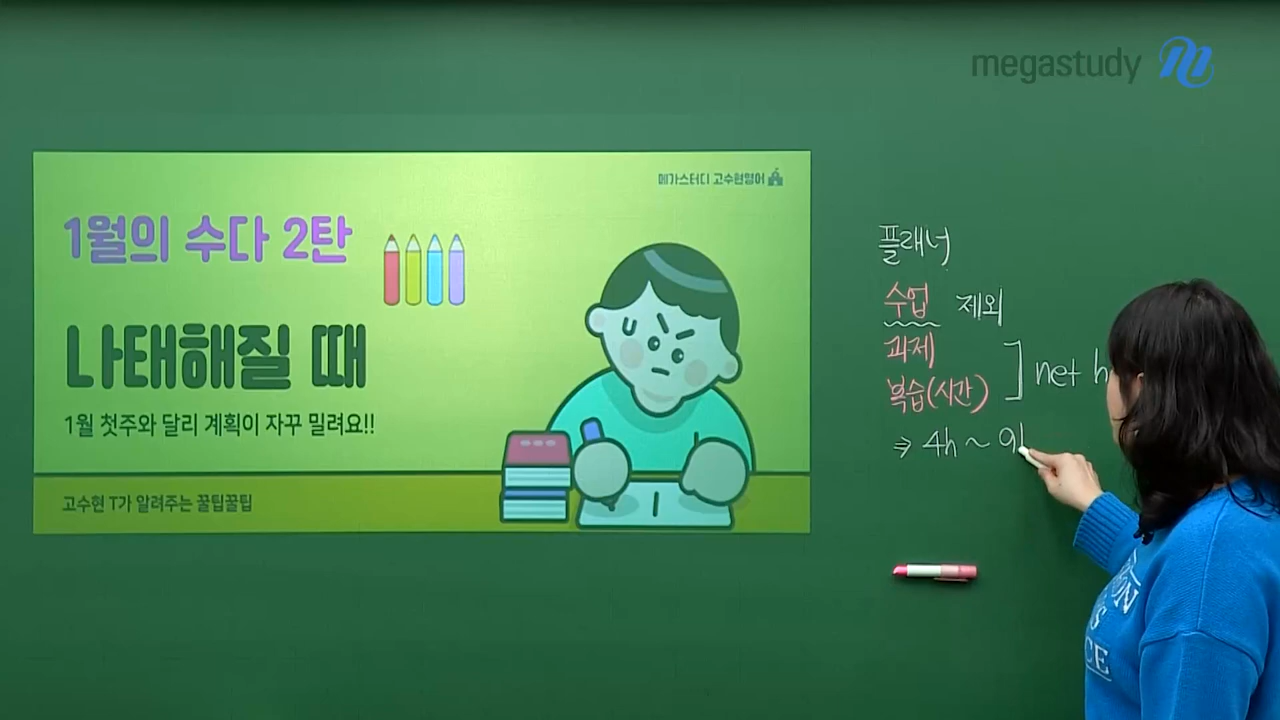 megastudy
메가스터디 고수현영어
1월의 수다 2탄
나태해질 때
1월 첫주와 달리 계획이 자꾸 밀려요!!
고수현 T가 알려주는 꿀팁꿀팁
플래너
수업 제외
과제
복습(시간)
net h
⇒ 4h ~ 9